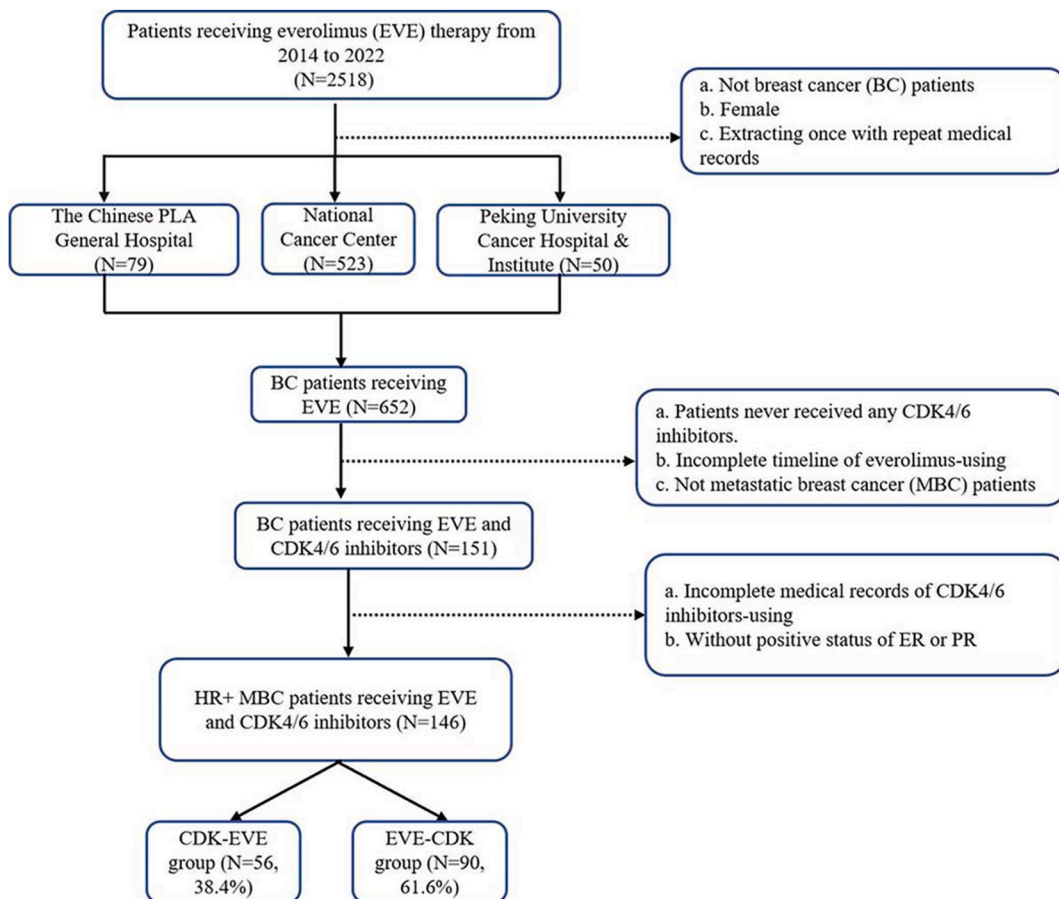 Patients receiving everolimus (EVE) therapy from
2014 to 2022
(N=2518)
a. Not breast cancer (BC) patients
b. Female
c. Extracting once with repeat medical
records
The Chinese PLA
General Hospital
(N=79)
National
Cancer Center
(N=523)
Peking University
Cancer Hospital &
Institute (N=50)
BC patients receiving
EVE (N=652)
a. Patients never received any CDK4/6
inhibitors.
b. Incomplete timeline of everolimus-using
c. Not metastatic breast cancer (MBC) patients
BC patients receiving EVE and
CDK4/6 inhibitors (N=151)
a. Incomplete medical records of CDK4/6
inhibitors-using
b. Without positive status of ER or PR
HR+ MBC patients receiving EVE
and CDK4/6 inhibitors (N=146)
CDK-EVE
group (N=56,
38.4%)
EVE-CDK
group (N=90,
61.6%)